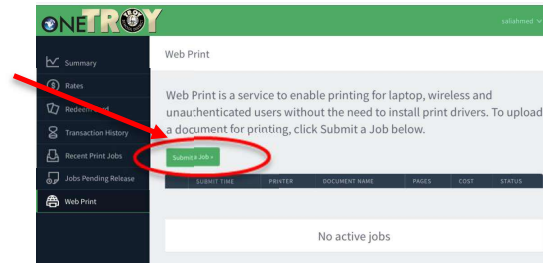 ONETROY
saliahmed
Summary
Rates
Redeem Card
Transaction History
Recent Print Jobs
Jobs Pending Release
Web Print
Web Print
Web Print is a service to enable printing for laptop, wireless and
unauthenticated users without the need to install print drivers. To upload
a document for printing, click Submit a Job below.
Submit a Job »
SUBMIT TIME PRINTER DOCUMENT NAME PAGES COST STATUS
No active jobs